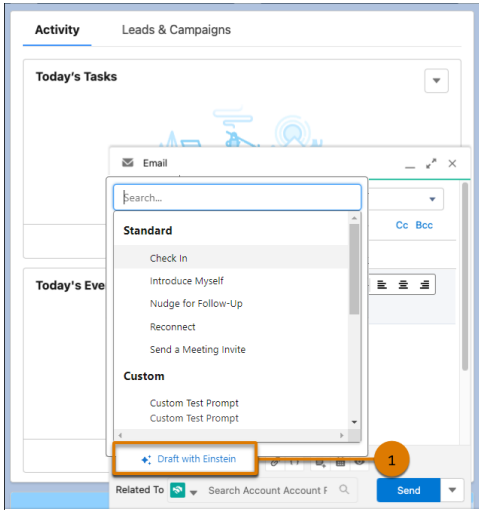 Activity Leads & Campaigns
Today's Tasks
Email
Search...
Cc Bcc
Standard
Check In
Today's Eve
Introduce Myself
Nudge for Follow-Up
Reconnect
Send a Meeting Invite
Custom
Custom Test Prompt
Custom Test Prompt
Draft with Einstein
1
Related To Search Account Account F
Send